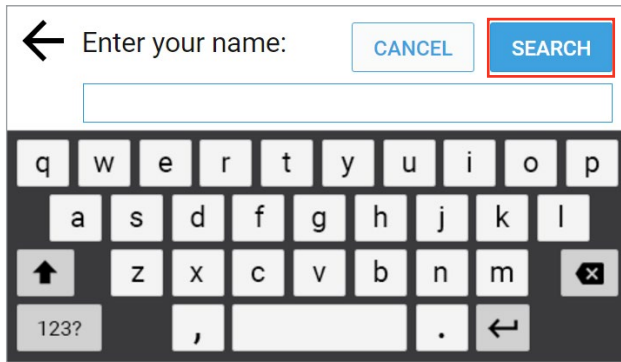 Enter your name:
CANCEL
SEARCH
q w e r t y u i o p
a s d f g h j k l
z x c v b n m
123? , .